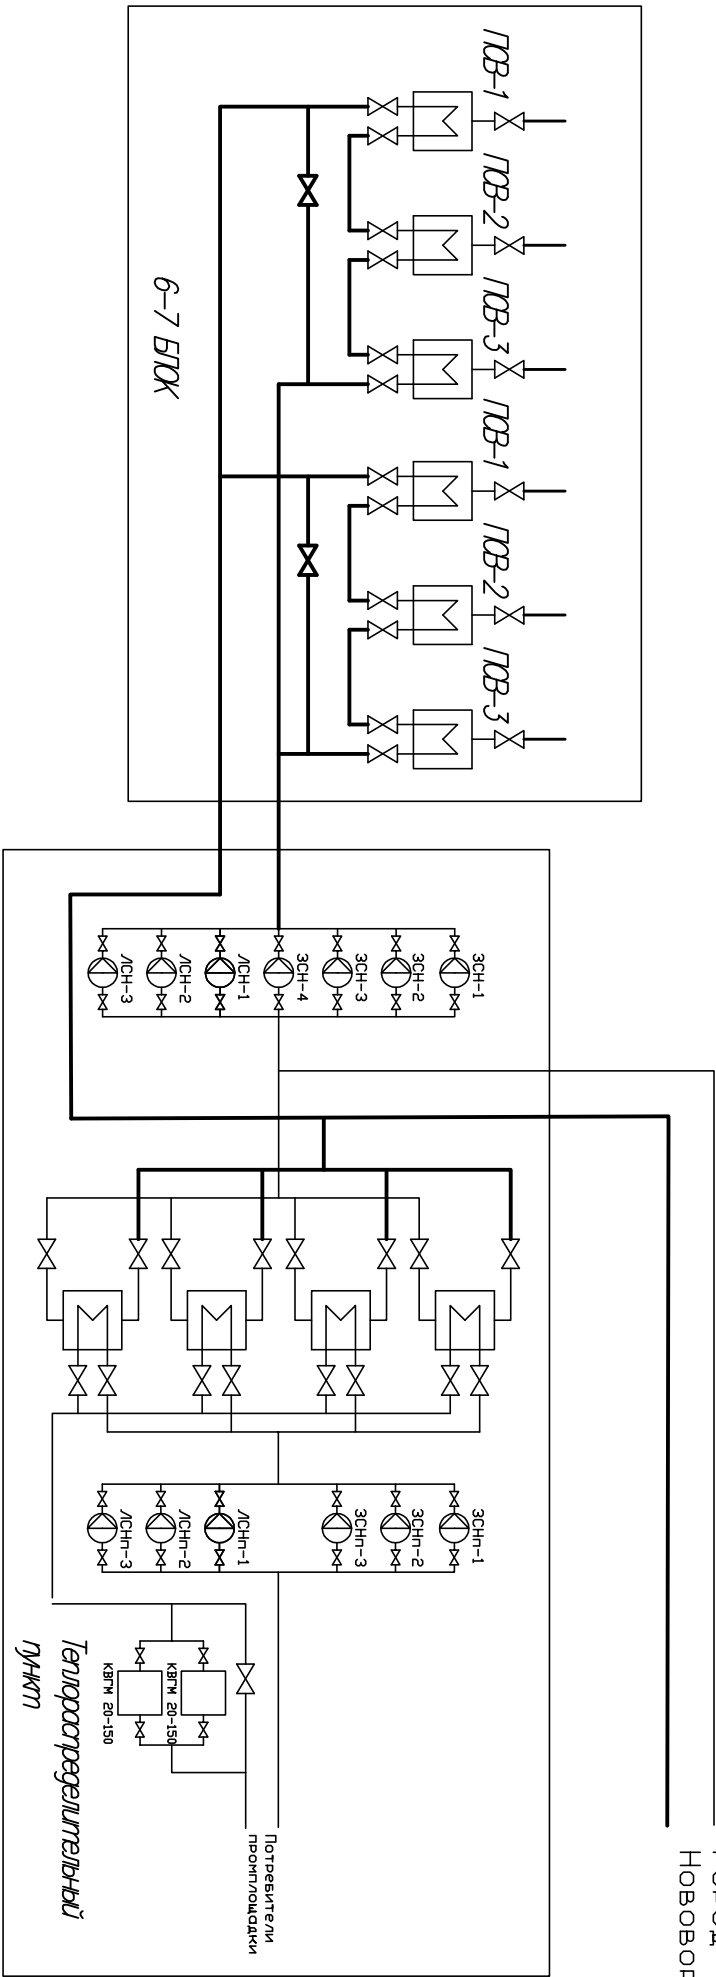 ПСВ-1
ПСВ-2
ПСВ-3
ПСВ-1
ПСВ-2
ПСВ-3
6-7 БЛОК
ЗСН-1
ЗСН-2
ЗСН-3
ЗСН-4
ЛСН-1
ЛСН-2
ЛСН-3
ЗСНп-1
ЗСНп-2
ЗСНп-3
ЛСНп-1
ЛСНп-2
ЛСНп-3
КВГМ 20-150
КВГМ 20-150
Потребители
промплощадки
Теплораспределительный
пункт